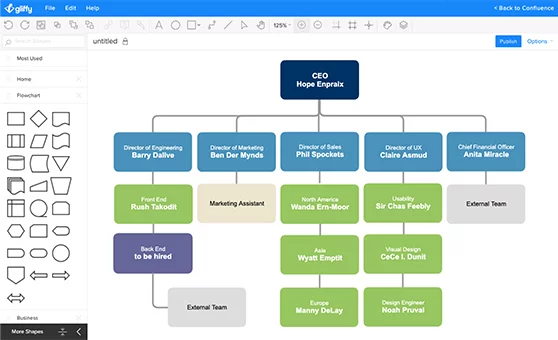 gliffy
File Edit Help
< Back to Confluence
125%
Search Shapes
untitled
Publish
Options
Most Used
Home
Flowchart
Business
More Shapes
CEO
Hope Enpraix
Director of Engineering
Barry Dalive
Director of Marketing
Ben Der Mynds
Director of Sales
Phil Spockets
Director of UX
Claire Asmud
Chief Financial Officer
Anita Miracle
Front End
Rush Takodit
Marketing Assistant
North America
Wanda Ern-Moor
Usability
Sir Chas Feebly
External Team
Back End
to be hired
Asia
Wyatt Emptit
Visual Design
CeCe I. Dunit
External Team
Europe
Manny DeLay
Design Engineer
Noah Pruval